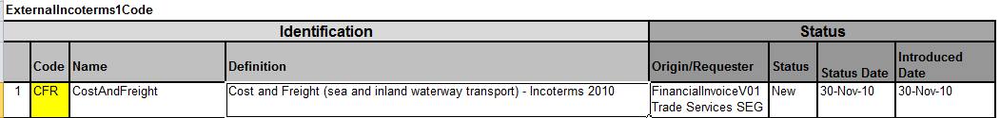 ExternalIncoterms1Code
Identification Status
Code Name Definition Origin/Requester Status Status Date Introduced Date
1 CFR CostAndFreight Cost and Freight (sea and inland waterway transport) - Incoterms 2010 FinancialInvoiceV01 New 30-Nov-10 30-Nov-10
Trade Services SEG